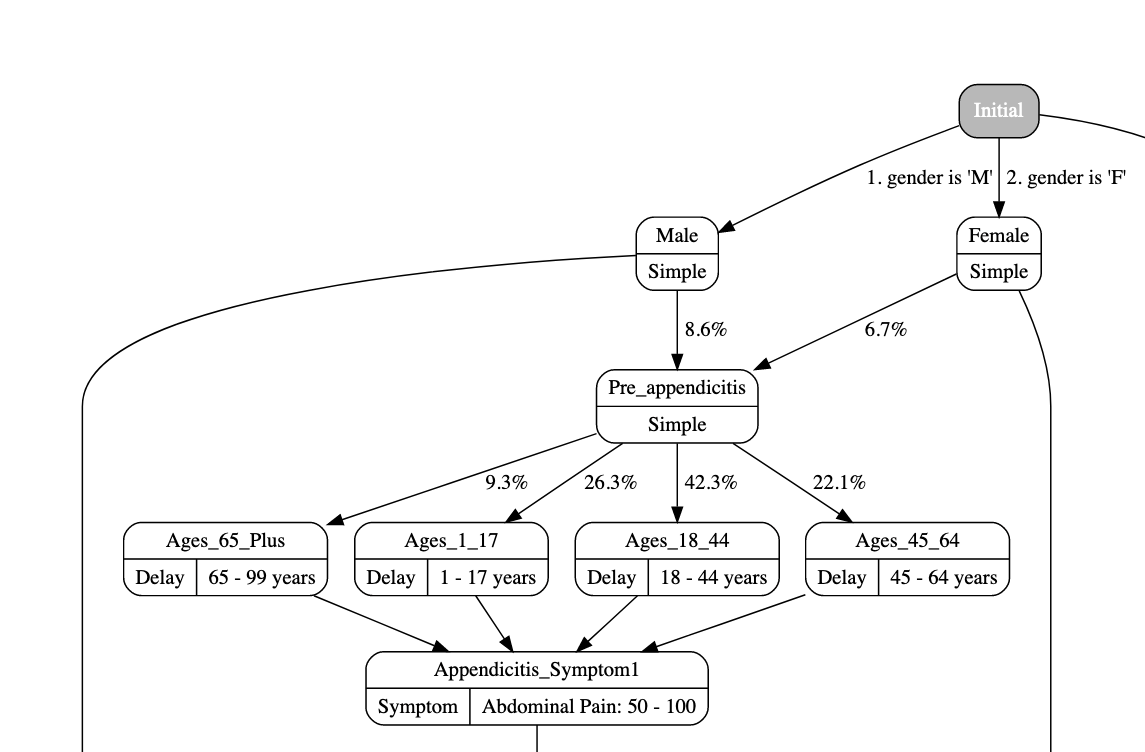 Initial
1. gender is 'M'
2. gender is 'F'
Male
Simple
Female
Simple
8.6%
6.7%
Pre_appendicitis
Simple
9.3%
26.3%
42.3%
22.1%
Ages_65_Plus
Delay
65 - 99 years
Ages_1_17
Delay
1 - 17 years
Ages_18_44
Delay
18 - 44 years
Ages_45_64
Delay
45 - 64 years
Appendicitis_Symptom1
Symptom
Abdominal Pain: 50 - 100